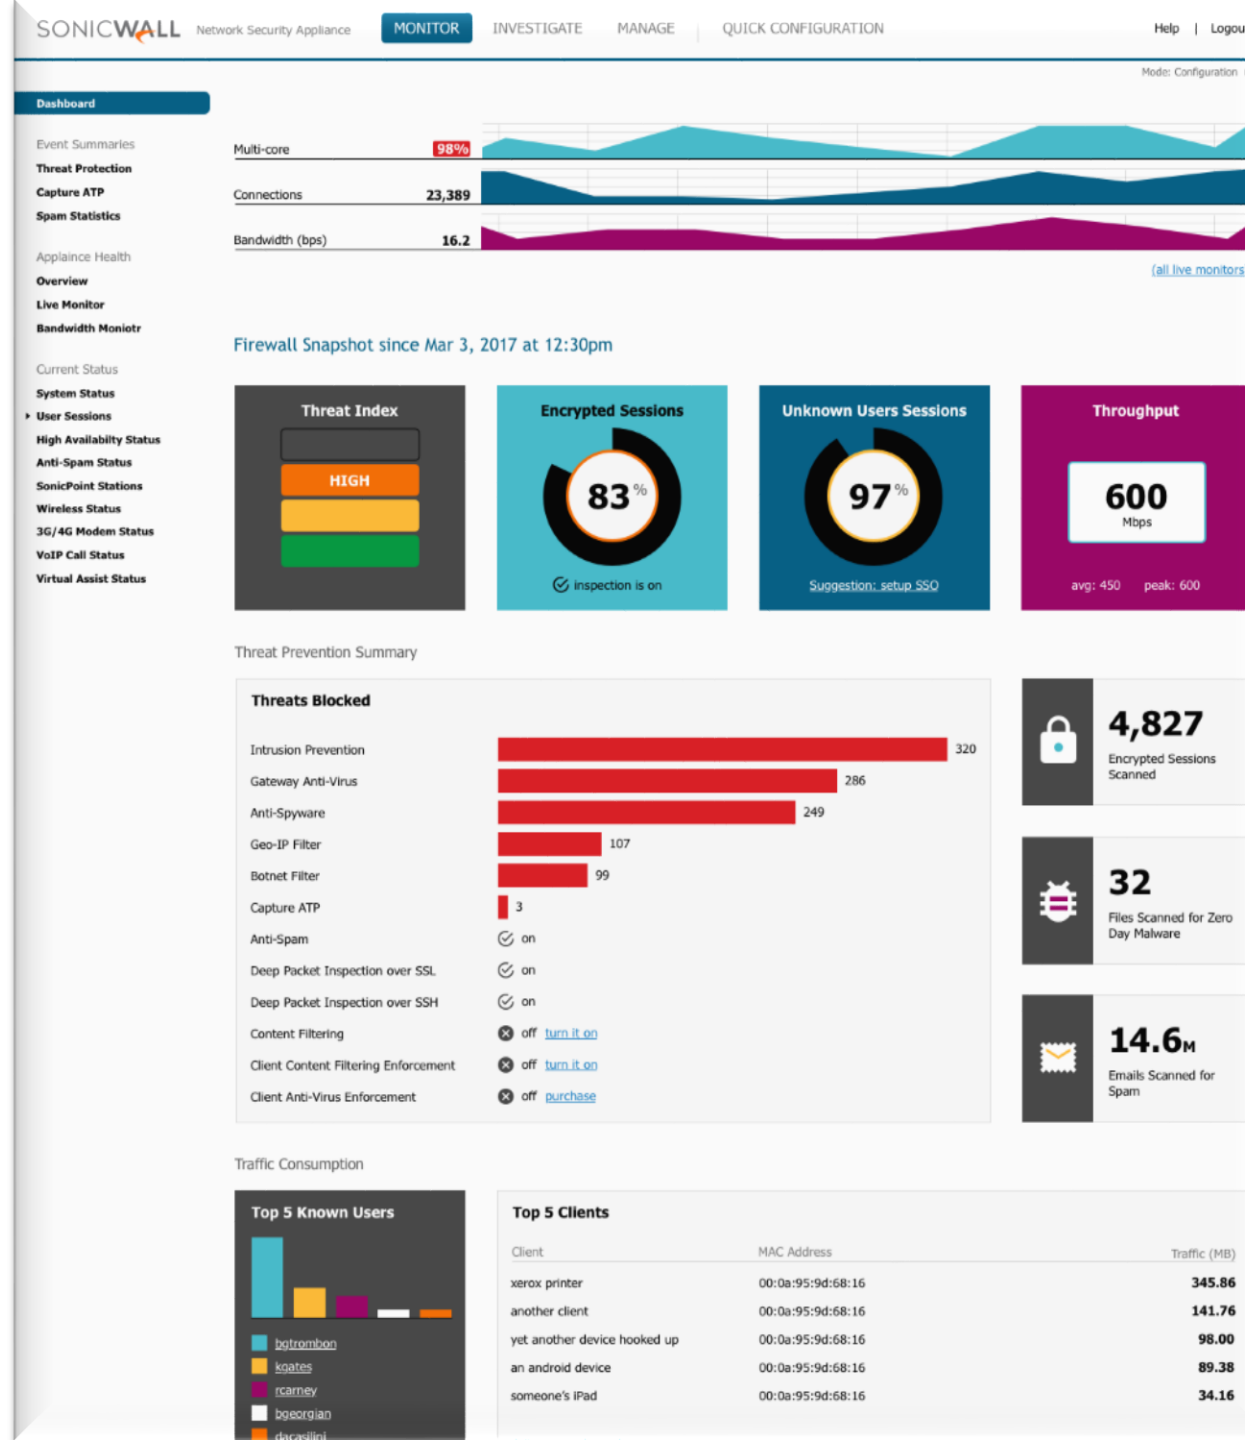 SONICWALL Network Security Appliance MONITOR INVESTIGATE MANAGE QUICK CONFIGURATION Help | Logou
Mode: Configuration
Dashboard
Event Summaries
Threat Protection
Capture ATP
Spam Statistics
Applaince Health
Overview
Live Monitor
Bandwidth Moniotr
Current Status
System Status
User Sessions
High Availabilty Status
Anti-Spam Status
SonicPoint Stations
Wireless Status
3G/4G Modem Status
VoIP Call Status
Virtual Assist Status
Multi-core 98%
Connections 23,389
Bandwidth (bps) 16.2
(all live monitors
Firewall Snapshot since Mar 3, 2017 at 12:30pm
Threat Index
HIGH
Encrypted Sessions
83%
inspection is on
Unknown Users Sessions
97%
Suggestion: setup SSO
Throughput
600
Mbps
avg: 450 peak: 600
Threat Prevention Summary
Threats Blocked
Intrusion Prevention 320
Gateway Anti-Virus 286
Anti-Spyware 249
Geo-IP Filter 107
Botnet Filter 99
Capture ATP 3
Anti-Spam on
Deep Packet Inspection over SSL on
Deep Packet Inspection over SSH on
Content Filtering off turn it on
Client Content Filtering Enforcement off turn it on
Client Anti-Virus Enforcement off purchase
4,827
Encrypted Sessions
Scanned
32
Files Scanned for Zero
Day Malware
14.6M
Emails Scanned for
Spam
Traffic Consumption
Top 5 Known Users
bgtrombon
kgates
rcarney
bgeorgian
dacasilini
Top 5 Clients
Client MAC Address Traffic (MB)
xerox printer 00:0a:95:9d:68:16 345.86
another client 00:0a:95:9d:68:16 141.76
yet another device hooked up 00:0a:95:9d:68:16 98.00
an android device 00:0a:95:9d:68:16 89.38
someone's iPad 00:0a:95:9d:68:16 34.16